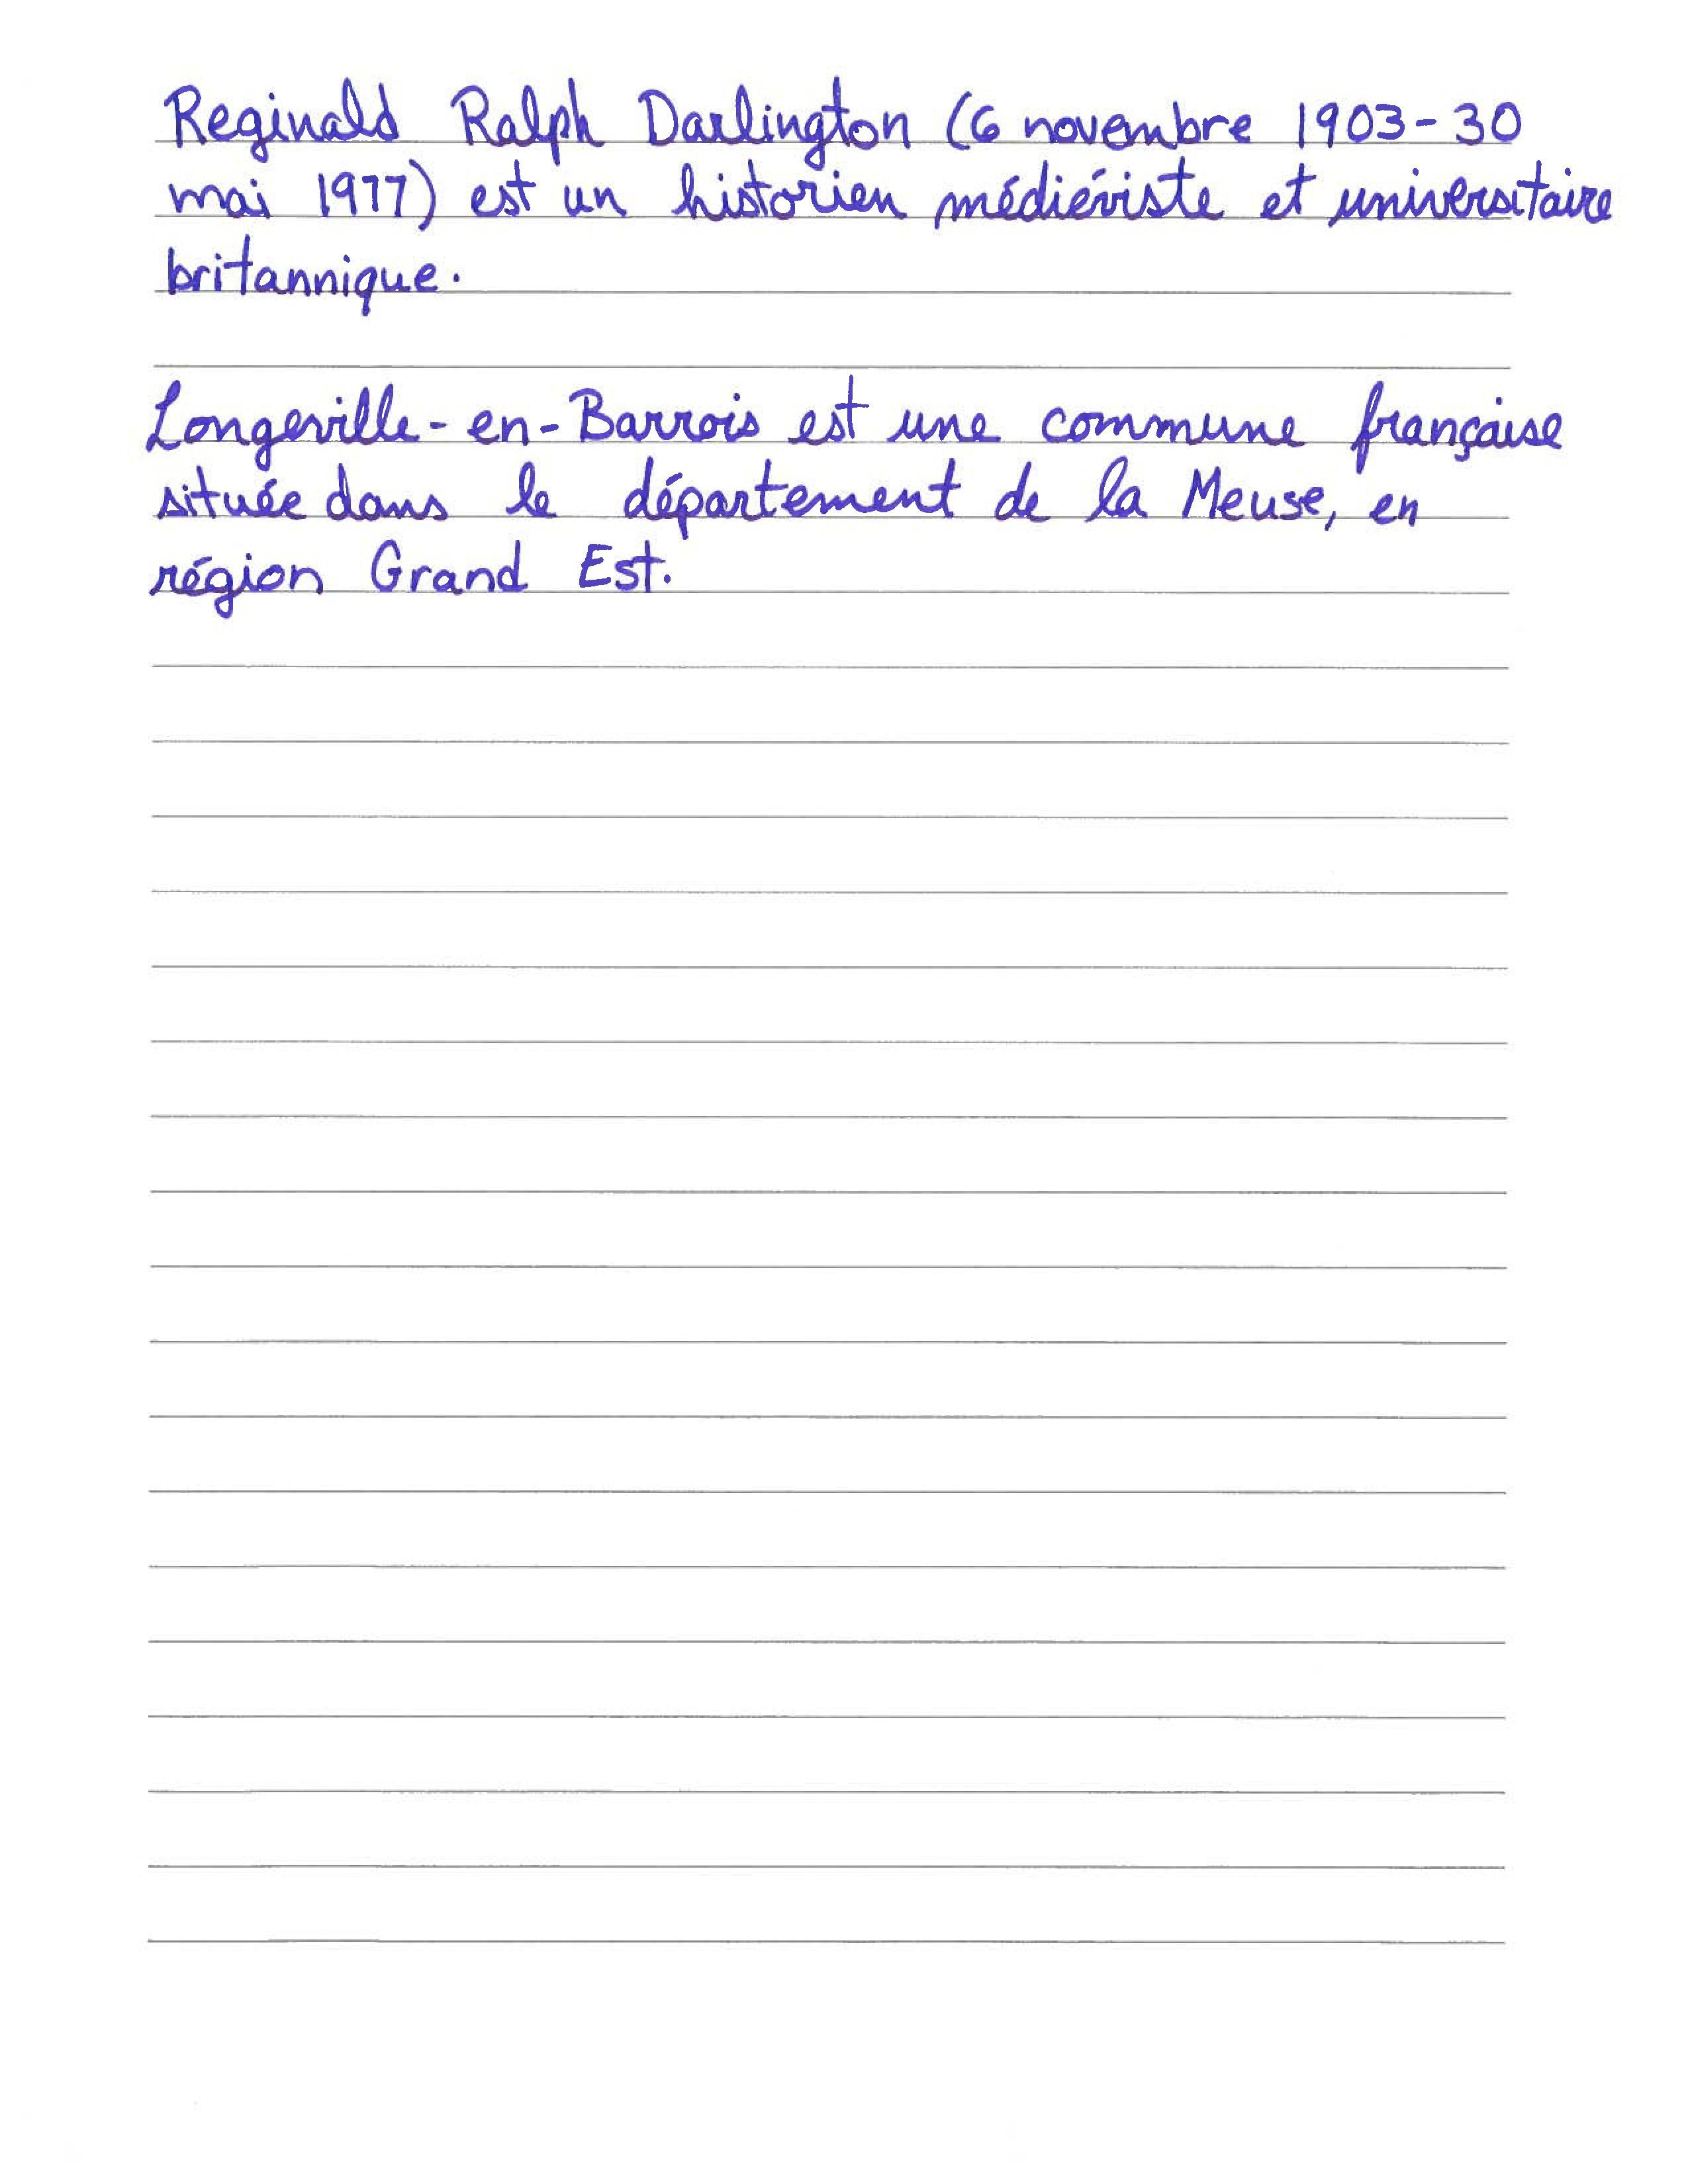 Reginald Ralph Darlington (6 novembre 1903-30
mai 1977) est un historien médiéviste et universitaire
britannique.
Longeville-en-Barrois est une commune française
située dans le département de la Meuse, en
région Grand Est.